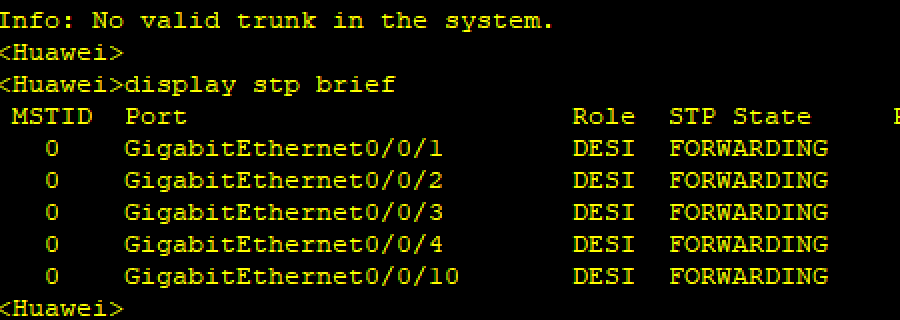 Info: No valid trunk in the system.
<Huawei>
<Huawei>display stp brief
MSTID Port Role STP State
0 GigabitEthernet0/0/1 DESI FORWARDING
0 GigabitEthernet0/0/2 DESI FORWARDING
0 GigabitEthernet0/0/3 DESI FORWARDING
0 GigabitEthernet0/0/4 DESI FORWARDING
0 GigabitEthernet0/0/10 DESI FORWARDING
<Huawei>